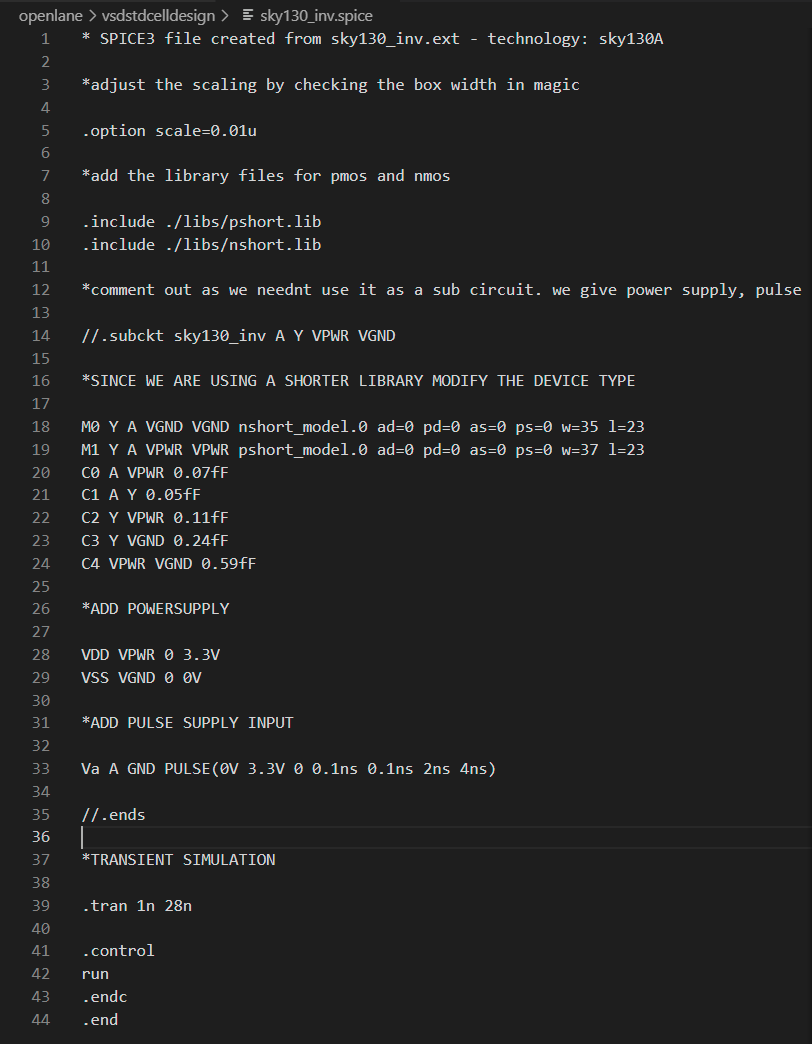 openlane > vsdstdcelldesign > sky130_inv.spice
1 * SPICE3 file created from sky130_inv.ext - technology: sky130A
2
3 *adjust the scaling by checking the box width in magic
4
5 .option scale=0.01u
6
7 *add the library files for pmos and nmos
8
9 .include ./libs/pshort.lib
10 .include ./libs/nshort.lib
11
12 *comment out as we neednt use it as a sub circuit. we give power supply, pulse
13
14 //.subckt sky130_inv A Y VPWR VGND
15
16 *SINCE WE ARE USING A SHORTER LIBRARY MODIFY THE DEVICE TYPE
17
18 M0 Y A VGND VGND nshort_model.0 ad=0 pd=0 as=0 ps=0 w=35 l=23
19 M1 Y A VPWR VPWR pshort_model.0 ad=0 pd=0 as=0 ps=0 w=37 l=23
20 C0 A VPWR 0.07fF
21 C1 A Y 0.05fF
22 C2 Y VPWR 0.11fF
23 C3 Y VGND 0.24fF
24 C4 VPWR VGND 0.59fF
25
26 *ADD POWERSUPPLY
27
28 VDD VPWR 0 3.3V
29 VSS VGND 0 0V
30
31 *ADD PULSE SUPPLY INPUT
32
33 Va A GND PULSE(0V 3.3V 0 0.1ns 0.1ns 2ns 4ns)
34
35 //.ends
36
37 *TRANSIENT SIMULATION
38
39 .tran 1n 28n
40
41 .control
42 run
43 .endc
44 .end